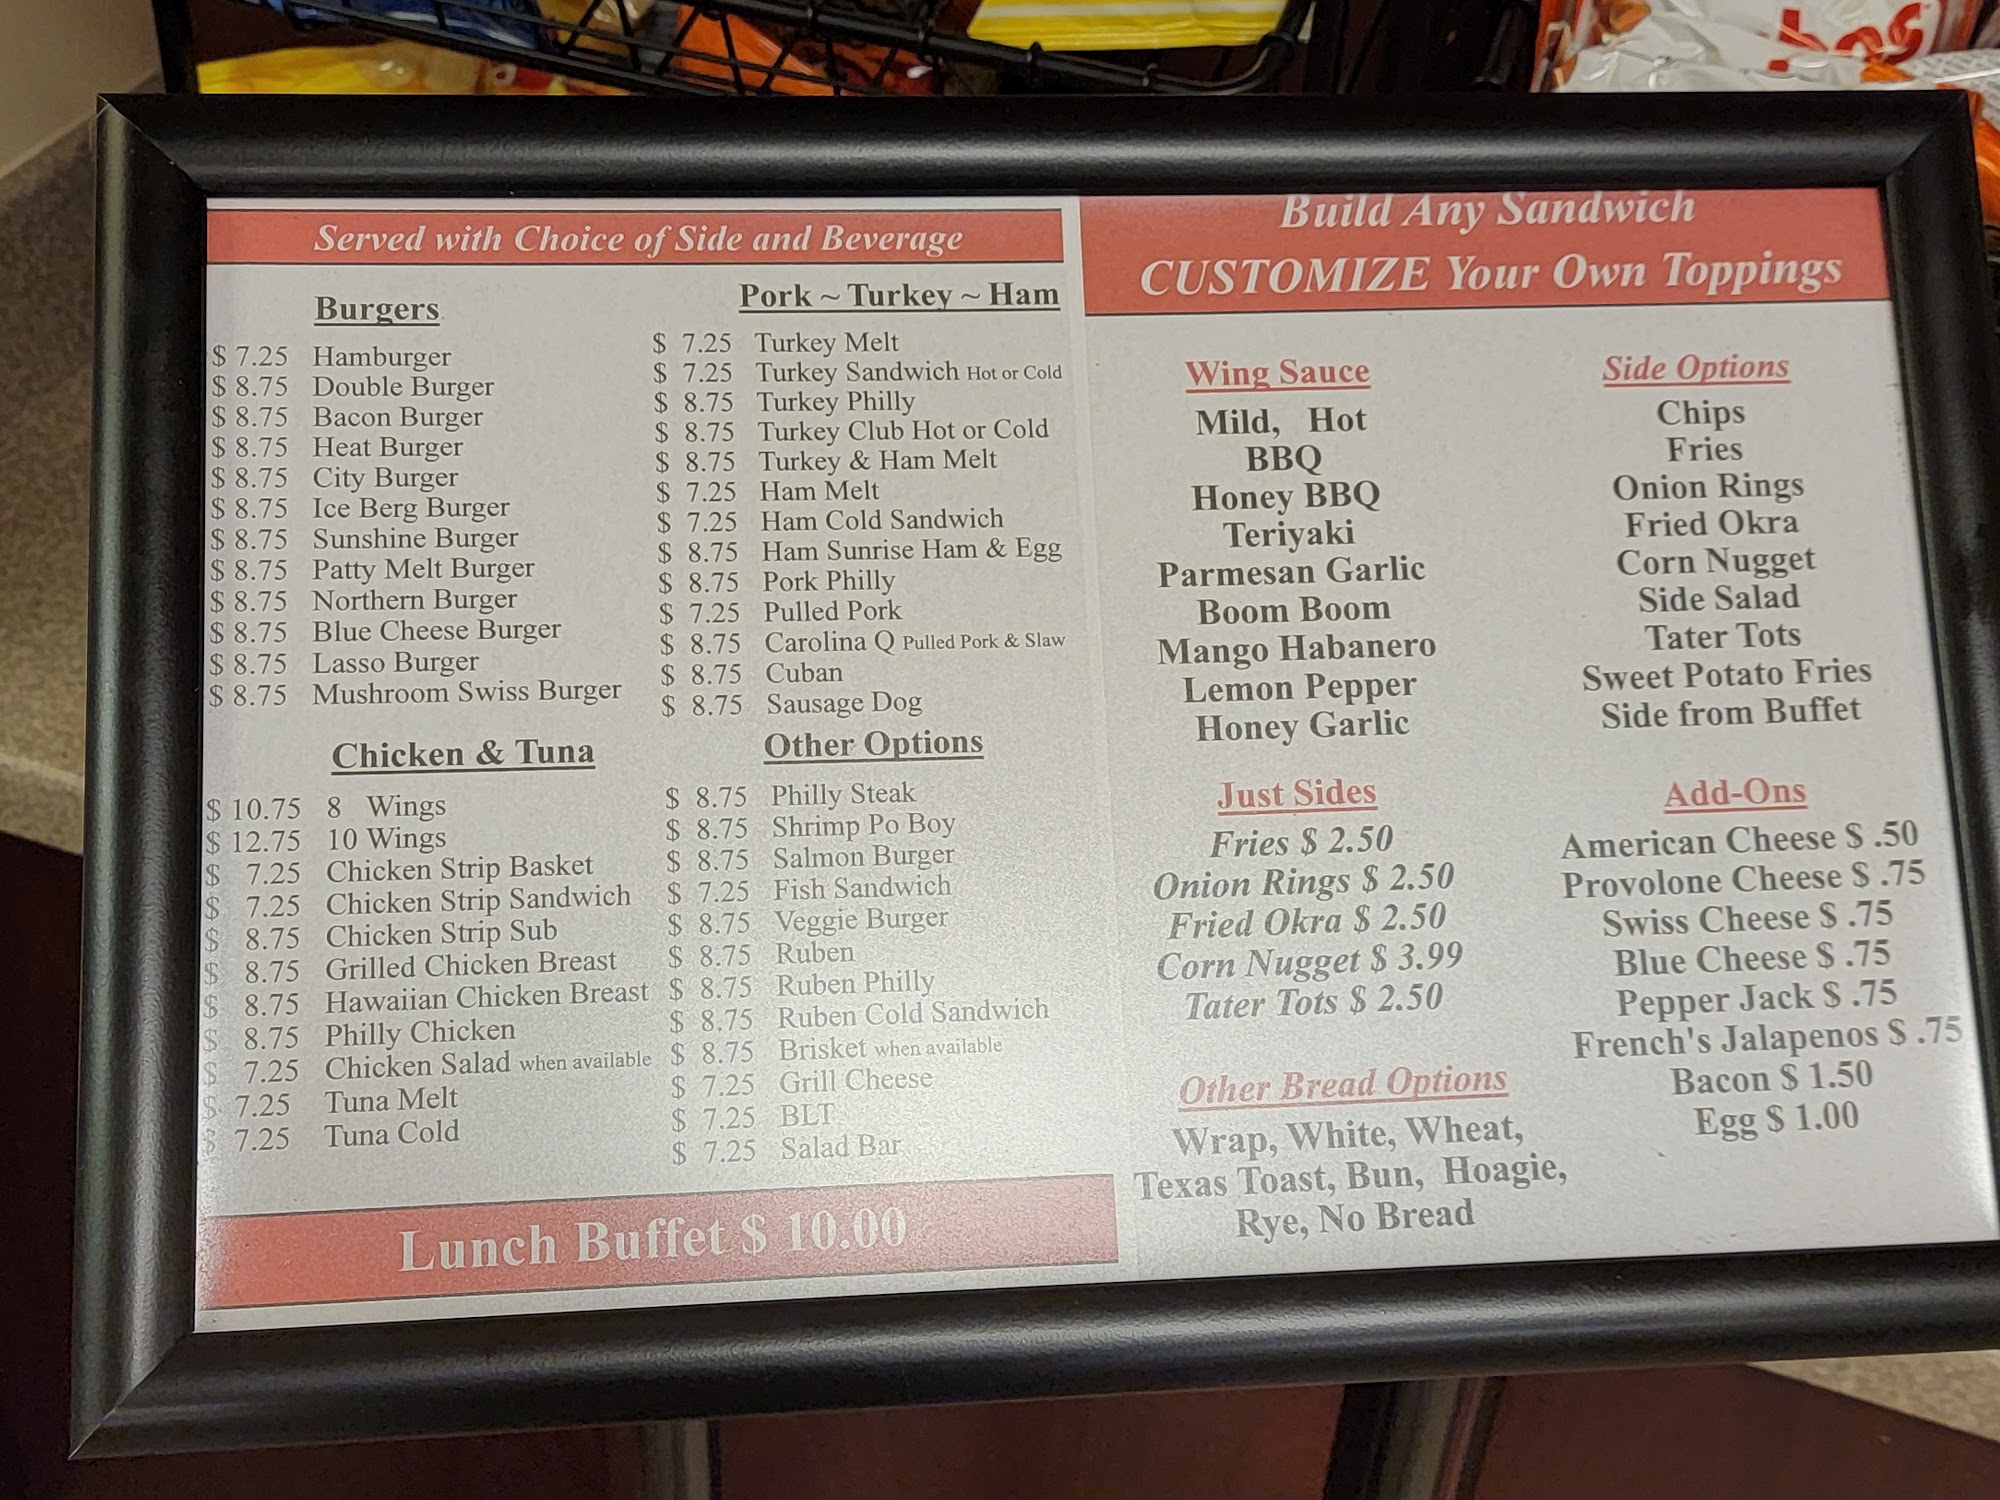 Served with Choice of Side and Beverage
Burgers
$ 7.25 Hamburger
$ 8.75 Double Burger
$ 8.75 Bacon Burger
$ 8.75 Heat Burger
$ 8.75 City Burger
$ 8.75 Ice Berg Burger
$ 8.75 Sunshine Burger
$ 8.75 Patty Melt Burger
$ 8.75 Northern Burger
$ 8.75 Blue Cheese Burger
$ 8.75 Lasso Burger
$ 8.75 Mushroom Swiss Burger
Chicken & Tuna
$ 10.75 8 Wings
$ 12.75 10 Wings
$ 7.25 Chicken Strip Basket
$ 7.25 Chicken Strip Sandwich
$ 8.75 Chicken Strip Sub
$ 8.75 Grilled Chicken Breast
$ 8.75 Hawaiian Chicken Breast
$ 8.75 Philly Chicken
$ 7.25 Chicken Salad when available
$ 7.25 Tuna Melt
$ 7.25 Tuna Cold
Pork ~ Turkey ~ Ham
$ 7.25 Turkey Melt
$ 7.25 Turkey Sandwich Hot or Cold
$ 8.75 Turkey Philly
$ 8.75 Turkey Club Hot or Cold
$ 8.75 Turkey & Ham Melt
$ 7.25 Ham Melt
$ 7.25 Ham Cold Sandwich
$ 8.75 Ham Sunrise Ham & Egg
$ 8.75 Pork Philly
$ 7.25 Pulled Pork
$ 8.75 Carolina Q Pulled Pork & Slaw
$ 8.75 Cuban
$ 8.75 Sausage Dog
Other Options
$ 8.75 Philly Steak
$ 8.75 Shrimp Po Boy
$ 8.75 Salmon Burger
$ 7.25 Fish Sandwich
$ 8.75 Veggie Burger
$ 8.75 Ruben
$ 8.75 Ruben Philly
$ 8.75 Ruben Cold Sandwich
$ 8.75 Brisket when available
$ 7.25 Grill Cheese
$ 7.25 BLT
$ 7.25 Salad Bar
Lunch Buffet $ 10.00
Build Any Sandwich
CUSTOMIZE Your Own Toppings
Wing Sauce
Mild, Hot
BBQ
Honey BBQ
Teriyaki
Parmesan Garlic
Boom Boom
Mango Habanero
Lemon Pepper
Honey Garlic
Side Options
Chips
Fries
Onion Rings
Fried Okra
Corn Nugget
Side Salad
Tater Tots
Sweet Potato Fries
Side from Buffet
Just Sides
Fries $ 2.50
Onion Rings $ 2.50
Fried Okra $ 2.50
Corn Nugget $ 3.99
Tater Tots $ 2.50
Other Bread Options
Wrap, White, Wheat,
Texas Toast, Bun, Hoagie,
Rye, No Bread
Add-Ons
American Cheese $ .50
Provolone Cheese $ .75
Swiss Cheese $ .75
Blue Cheese $ .75
Pepper Jack $ .75
French's Jalapenos $ .75
Bacon $ 1.50
Egg $ 1.00